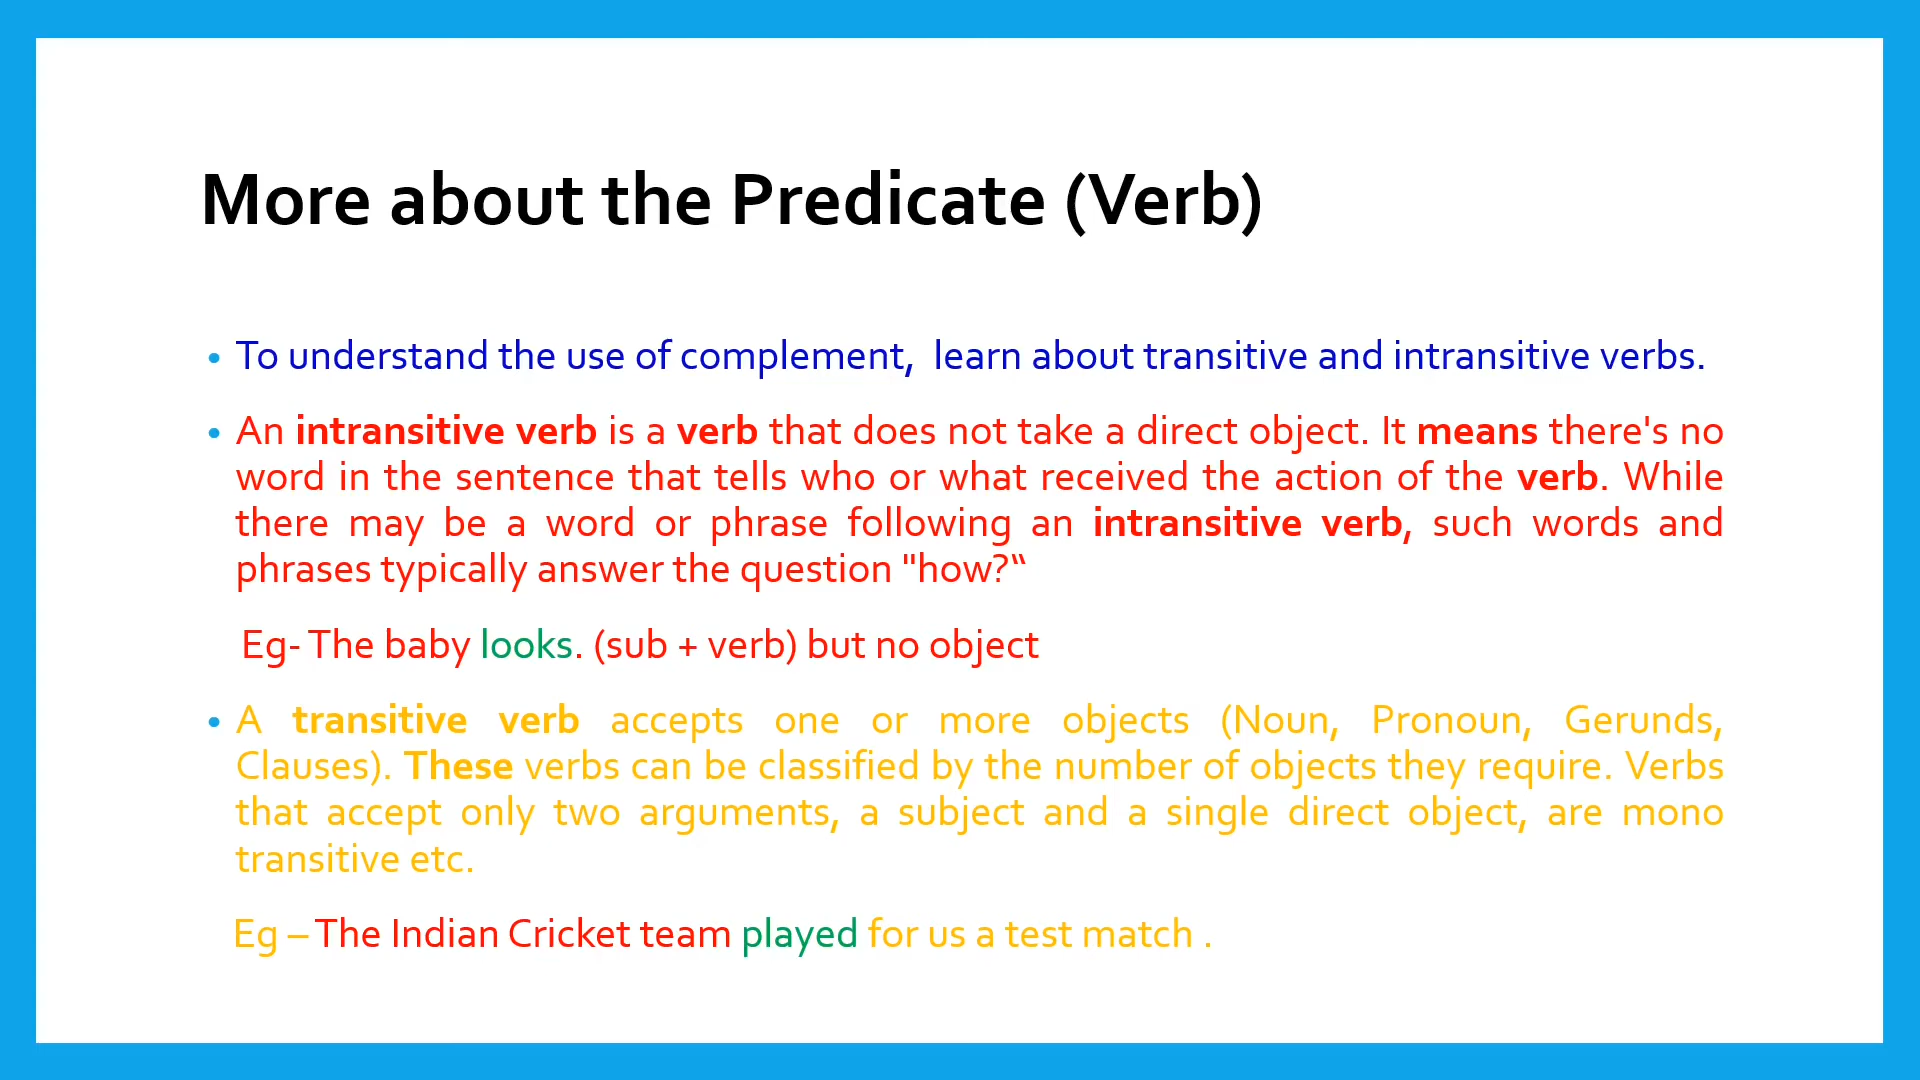 More about the Predicate (Verb)
• To understand the use of complement,  learn about transitive and intransitive verbs.
• An intransitive verb is a verb that does not take a direct object. It means there's no
word in the sentence that tells who or what received the action of the verb. While
there may be a word or phrase following an intransitive verb, such words and
phrases typically answer the question "how?“
Eg- The baby looks. (sub + verb) but no object
• A transitive verb accepts one or more objects (Noun, Pronoun, Gerunds,
Clauses). These verbs can be classified by the number of objects they require. Verbs
that accept only two arguments, a subject and a single direct object, are mono
transitive etc.
Eg – The Indian Cricket team played for us a test match .